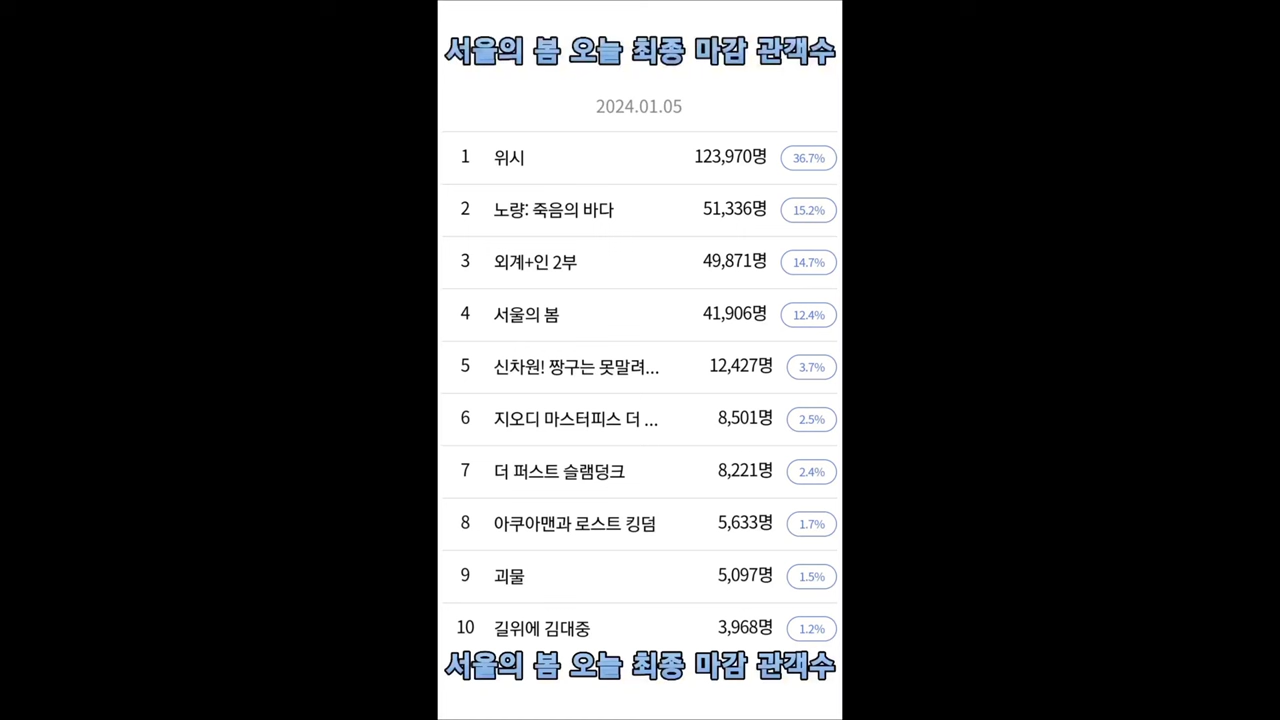 서울의 봄 오늘 최종 마감 관객수
2024.01.05
1 위시 123,970명 36.7%
2 노량: 죽음의 바다 51,336명 15.2%
3 외계+인 2부 49,871명 14.7%
4 서울의 봄 41,906명 12.4%
5 신차원! 짱구는 못말려... 12,427명 3.7%
6 지오디 마스터피스 더 ... 8,501명 2.5%
7 더 퍼스트 슬램덩크 8,221명 2.4%
8 아쿠아맨과 로스트 킹덤 5,633명 1.7%
9 괴물 5,097명 1.5%
10 길위에 김대중 3,968명 1.2%
서울의 봄 오늘 최종 마감 관객수